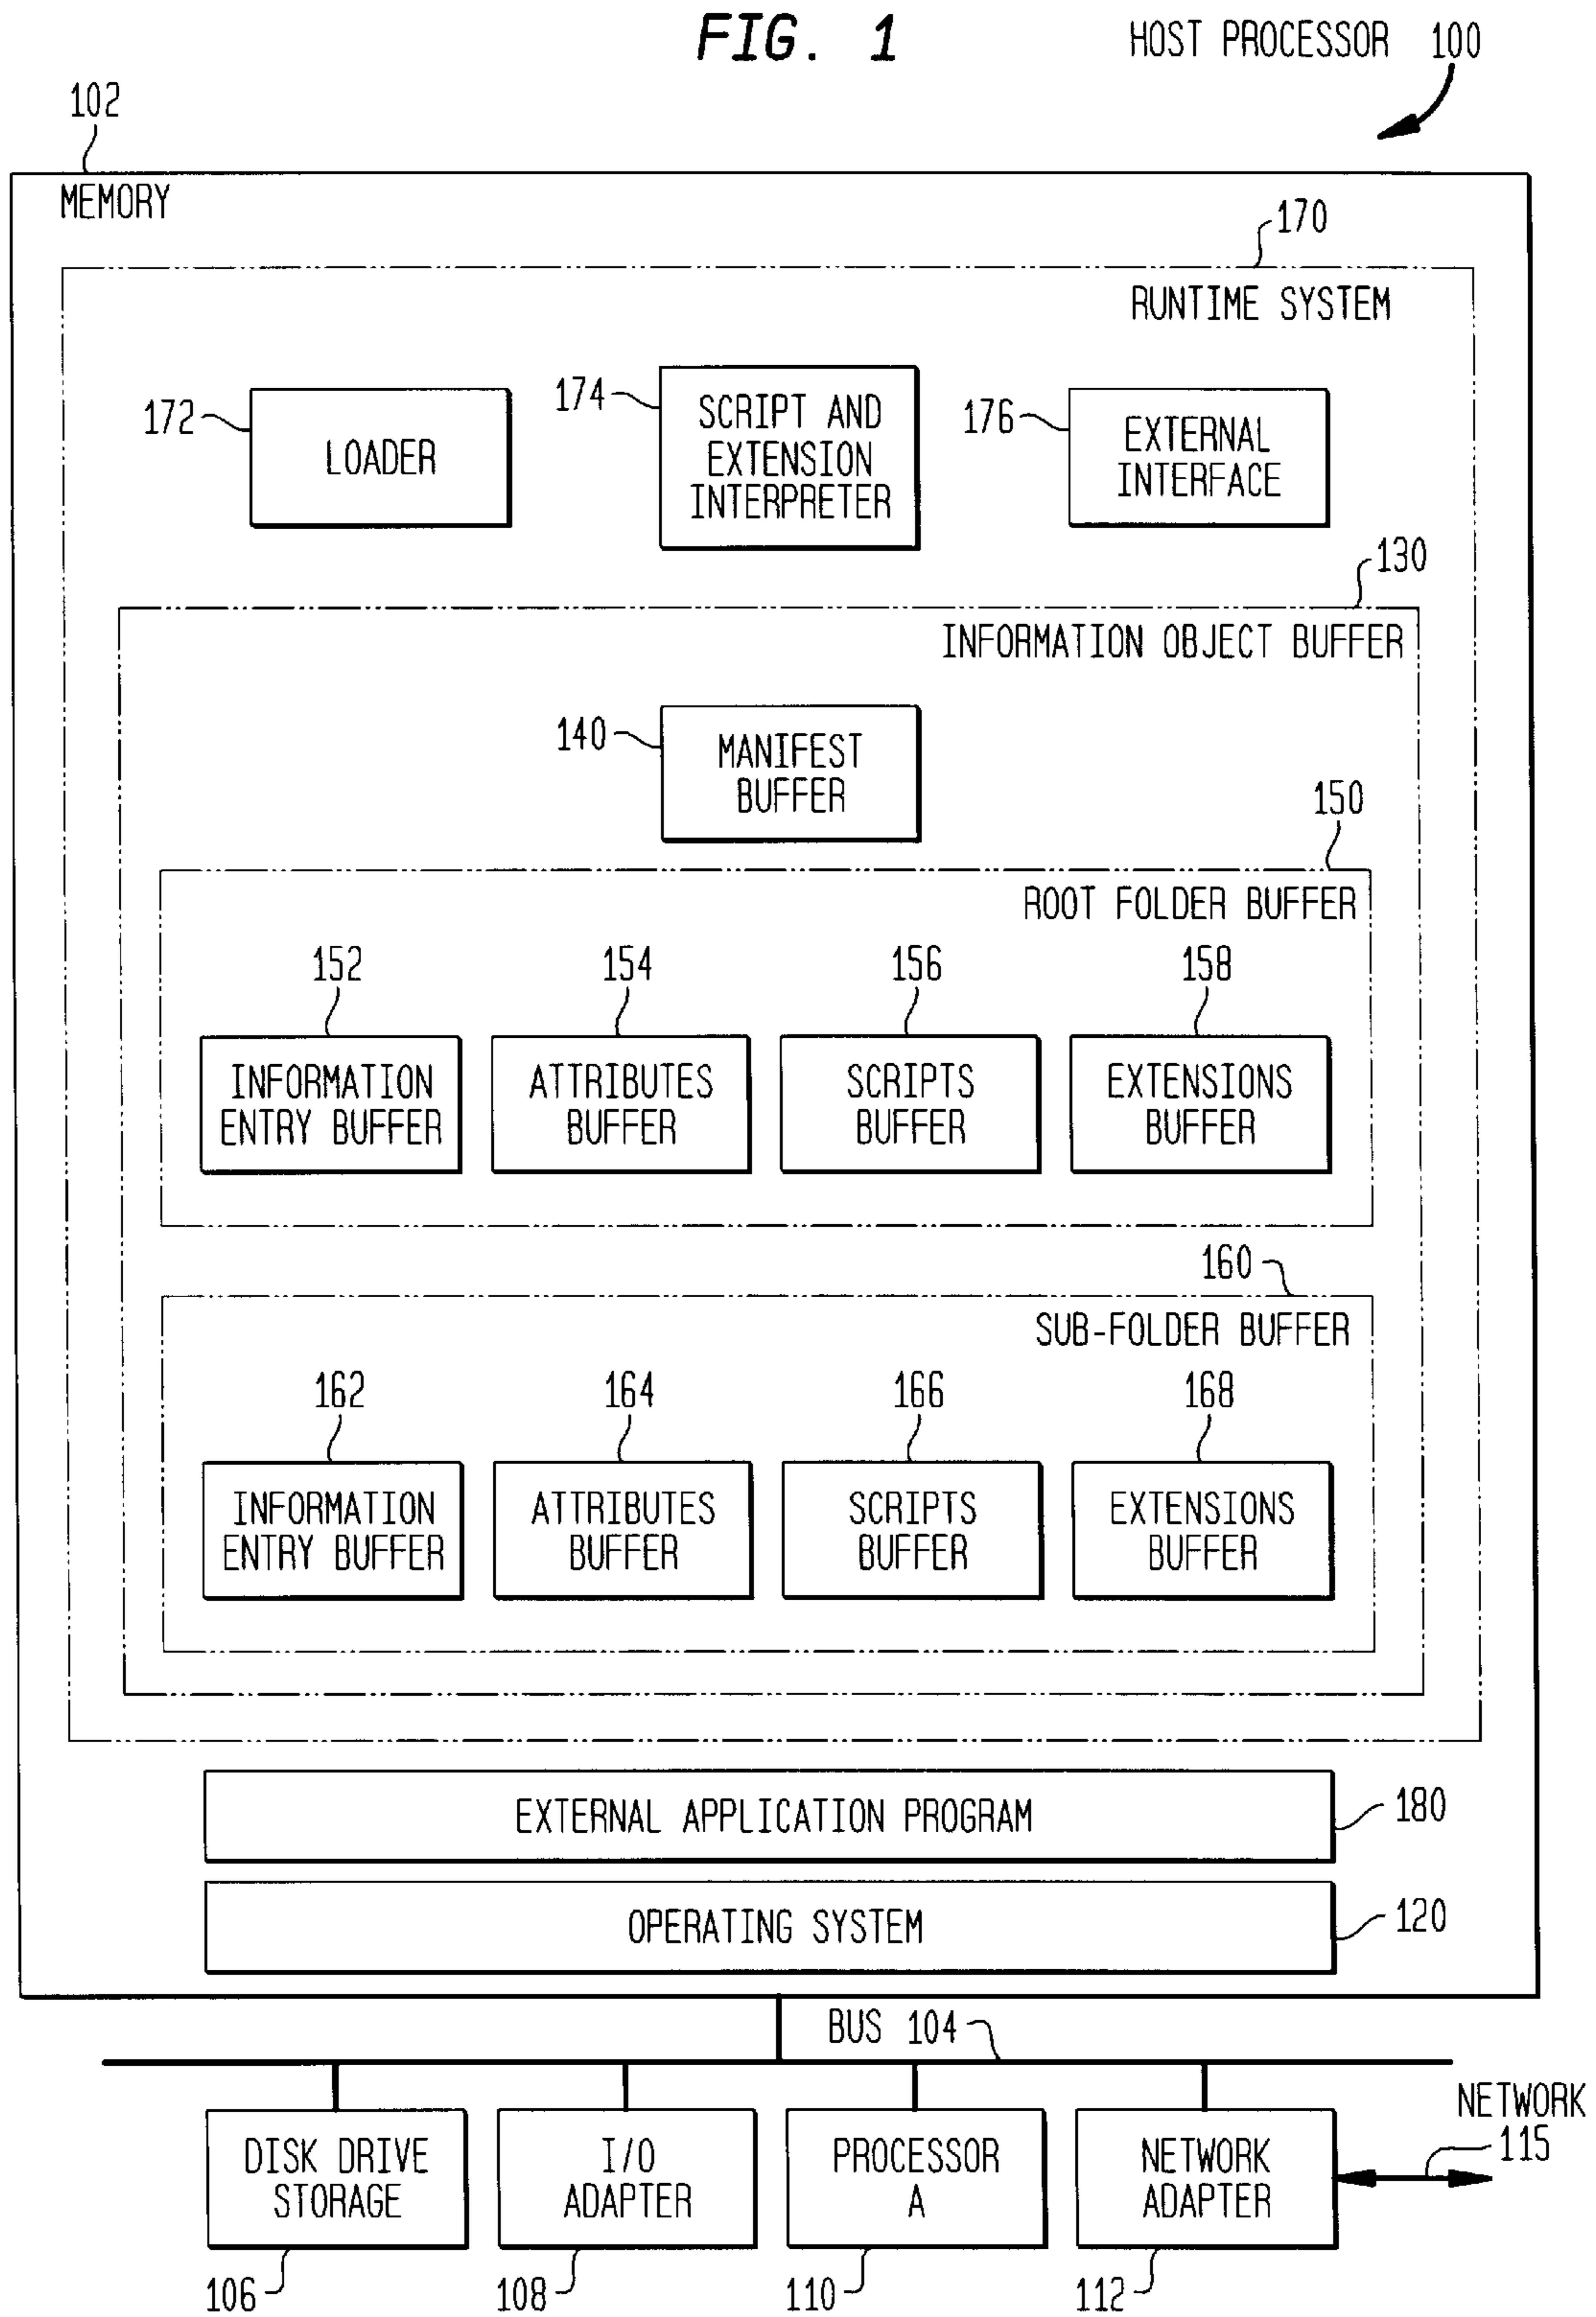 FIG. 1
HOST PROCESSOR 100
102
MEMORY
170
RUNTIME SYSTEM
172
LOADER
174
SCRIPT AND
EXTENSION
INTERPRETER
176
EXTERNAL
INTERFACE
130
INFORMATION OBJECT BUFFER
140
MANIFEST
BUFFER
150
ROOT FOLDER BUFFER
152
154
156
158
INFORMATION
ENTRY BUFFER
ATTRIBUTES
BUFFER
SCRIPTS
BUFFER
EXTENSIONS
BUFFER
160
SUB-FOLDER BUFFER
162
164
166
168
INFORMATION
ENTRY BUFFER
ATTRIBUTES
BUFFER
SCRIPTS
BUFFER
EXTENSIONS
BUFFER
EXTERNAL APPLICATION PROGRAM
180
OPERATING SYSTEM
120
BUS 104
DISK DRIVE
STORAGE
I/O
ADAPTER
PROCESSOR
A
NETWORK
ADAPTER
NETWORK
115
106
108
110
112